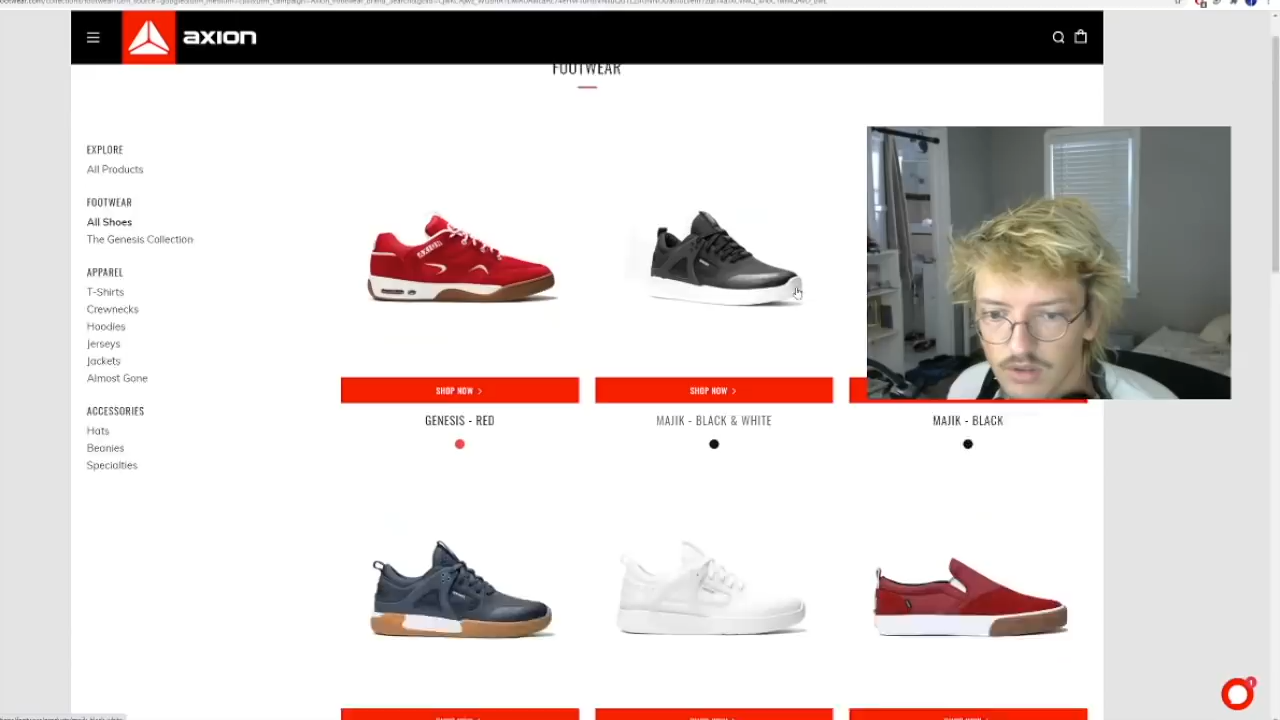 axion
FOOTWEAR
EXPLORE
All Products
FOOTWEAR
All Shoes
The Genesis Collection
APPAREL
T-Shirts
Crewnecks
Hoodies
Jerseys
Jackets
Almost Gone
ACCESSORIES
Hats
Beanies
Specialties
SHOP NOW >
SHOP NOW >
GENESIS - RED
MAJIK - BLACK & WHITE
MAJIK - BLACK
1